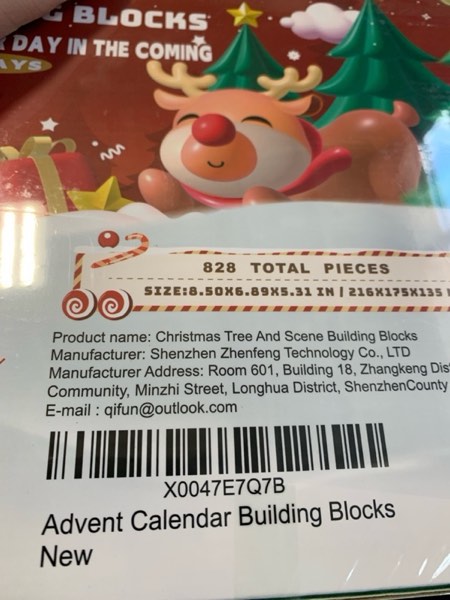 BLOCKS
DAY IN THE COMING
AYS
828 TOTAL PIECES
SIZE:8.50X6.89X5.31 IN / 216X175X135
Product name: Christmas Tree And Scene Building Blocks
Manufacturer: Shenzhen Zhenfeng Technology Co., LTD
Manufacturer Address: Room 601, Building 18, Zhangkeng Dis
Community, Minzhi Street, Longhua District, ShenzhenCounty
E-mail : qifun@outlook.com
X0047E7Q7B
Advent Calendar Building Blocks
New